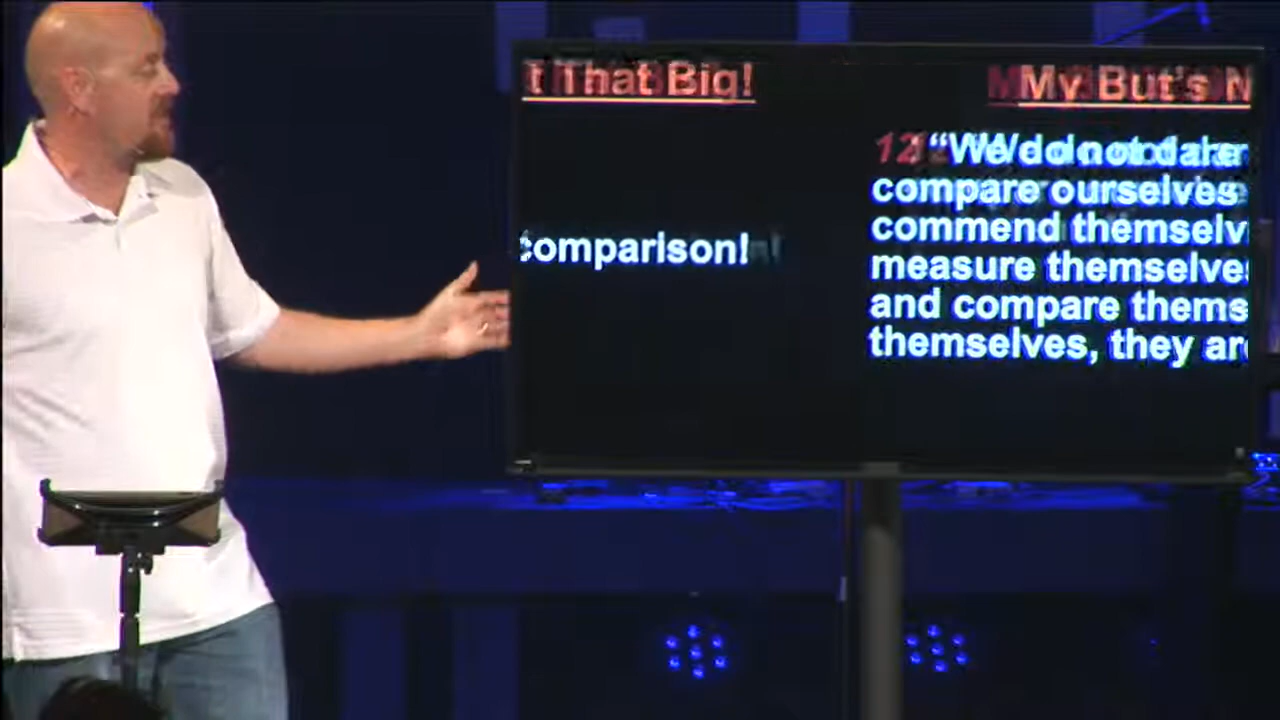 t That Big!
comparison!
My But's N
12 “We do not dare
compare ourselves
commend themselv
measure themselve
and compare thems
themselves, they are